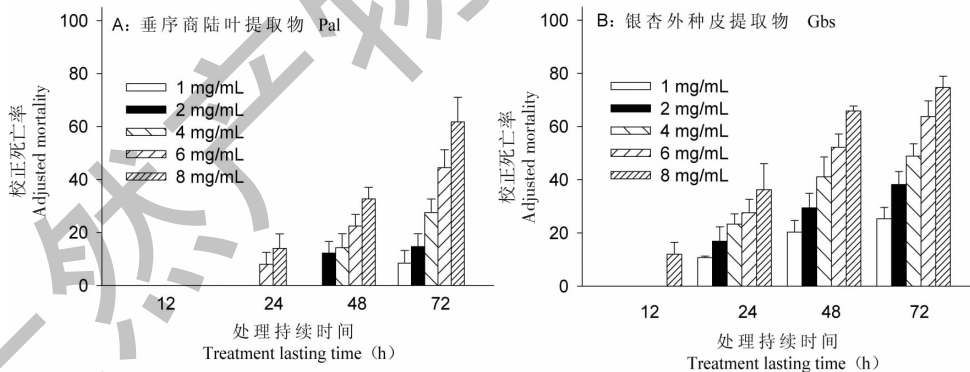 A: 垂序商陆叶提取物 Pal
100
80
60
40
20
0
校正死亡率
Adjusted mortality
1 mg/mL
2 mg/mL
4 mg/mL
6 mg/mL
8 mg/mL
12 24 48 72
处理持续时间
Treatment lasting time（h）
B: 银杏外种皮提取物 Gbs
100
80
60
40
20
0
校正死亡率
Adjusted mortality
1 mg/mL
2 mg/mL
4 mg/mL
6 mg/mL
8 mg/mL
12 24 48 72
处理持续时间
Treatment lasting time（h）
然产物